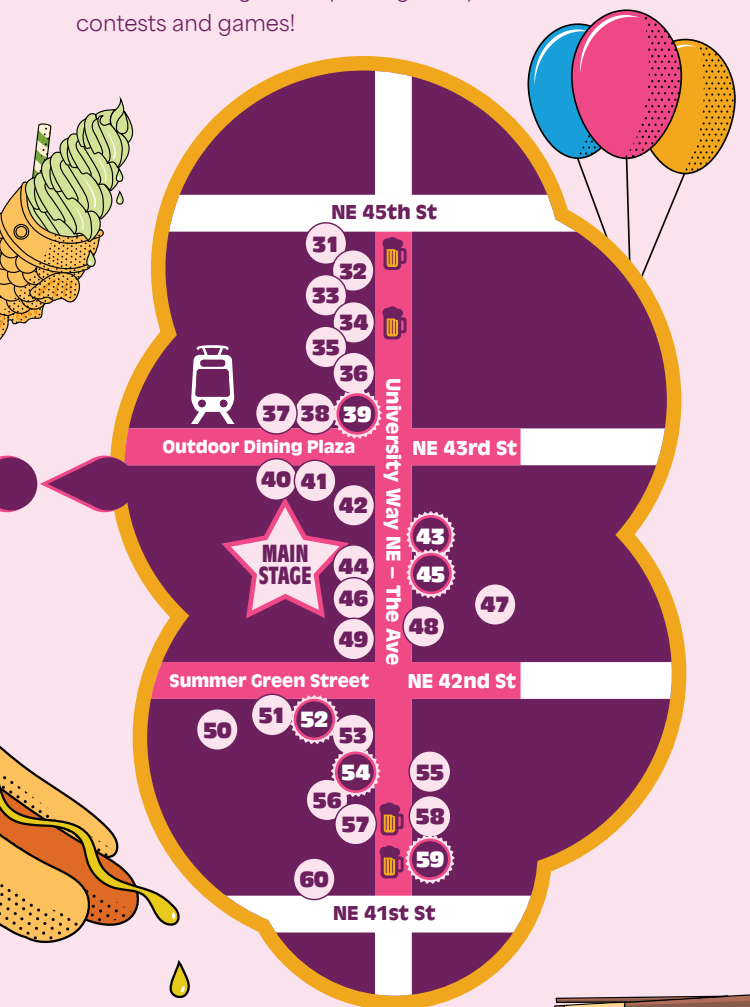 contests and games!
NE 45th St
31
32
33
34
35
36
37 38 39
University Way NE – The Ave
Outdoor Dining Plaza NE 43rd St
40 41
42
43
MAIN
STAGE
44
45
46
47
48
49
Summer Green Street NE 42nd St
50
51
52
53
54
55
56
57
58
59
60
NE 41st St